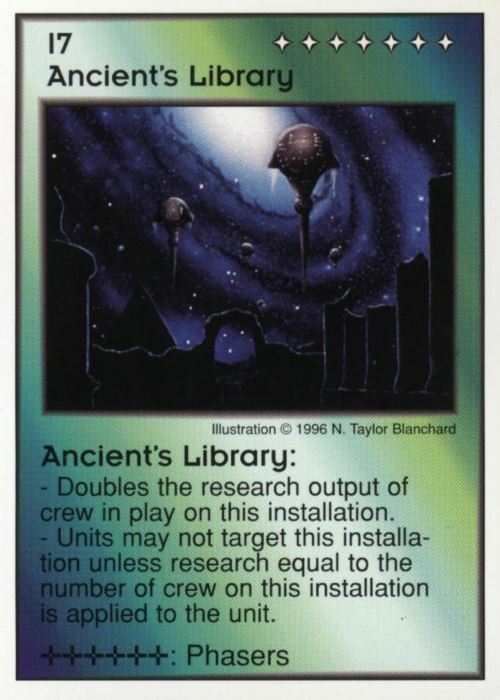 17 ✧✧✧✧✧✧✧
Ancient's Library
Illustration © 1996 N. Taylor Blanchard
Ancient's Library:
- Doubles the research output of
crew in play on this installation.
- Units may not target this installa-
tion unless research equal to the
number of crew on this installation
is applied to the unit.
++++++: Phasers